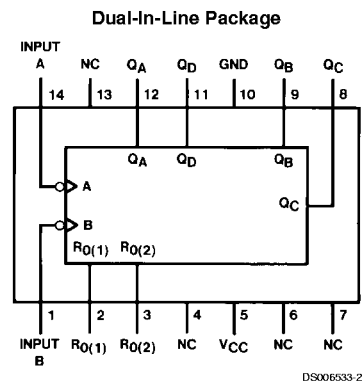 Dual-In-Line Package
INPUT
A NC QA QD GND QB QC
14 13 12 11 10 9 8
QA QD QB
A
QC
B
R0(1) R0(2)
1 2 3 4 5 6 7
INPUT R0(1) R0(2) NC VCC NC NC
B
DS006533-2